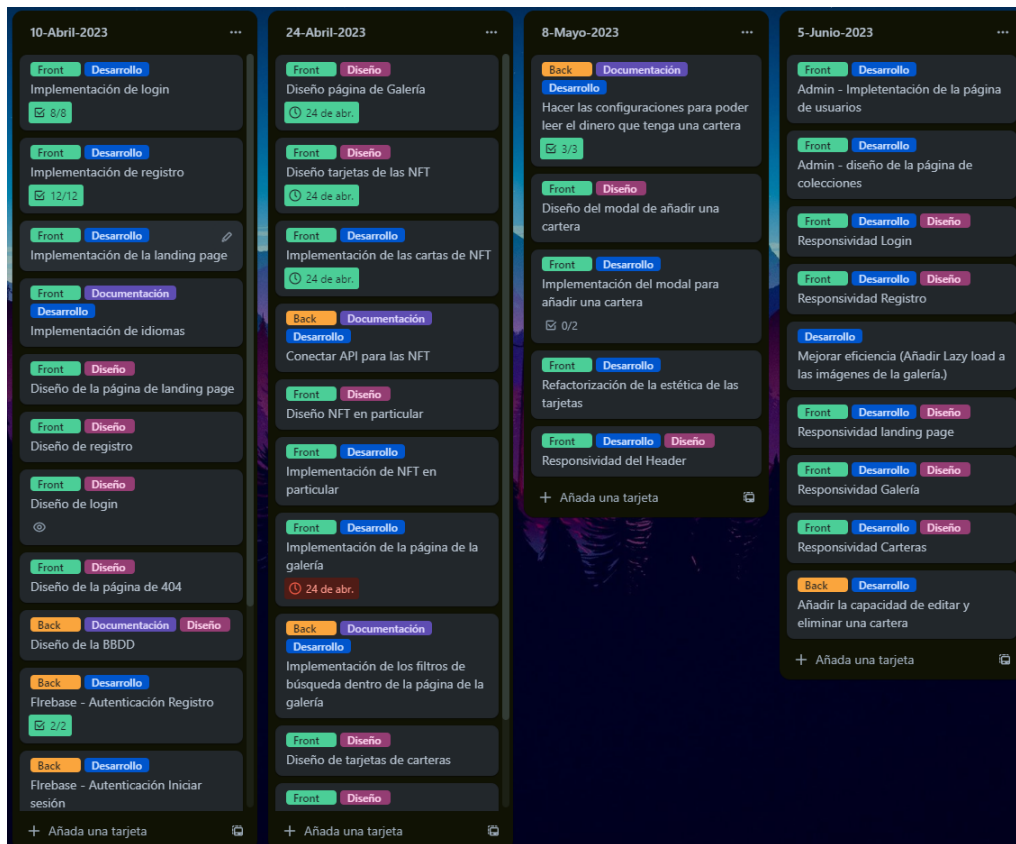 10-Abril-2023
Front Desarrollo
Implementación de login
8/8
Front Desarrollo
Implementación de registro
12/12
Front Desarrollo
Implementación de la landing page
Front Documentación
Desarrollo
Implementación de idiomas
Front Diseño
Diseño de la página de landing page
Front Diseño
Diseño de registro
Front Diseño
Diseño de login
Front Diseño
Diseño de la página de 404
Back Documentación Diseño
Diseño de la BBDD
Back Desarrollo
FIrebase - Autenticación Registro
2/2
Back Desarrollo
FIrebase - Autenticación Iniciar
sesión
Añada una tarjeta
24-Abril-2023
Front Diseño
Diseño página de Galería
24 de abr.
Front Diseño
Diseño tarjetas de las NFT
24 de abr.
Front Desarrollo
Implementación de las cartas de NFT
24 de abr.
Back Documentación
Desarrollo
Conectar API para las NFT
Front Diseño
Diseño NFT en particular
Front Desarrollo
Implementación de NFT en
particular
Front Desarrollo
Implementación de la página de la
galería
24 de abr.
Back Documentación
Desarrollo
Implementación de los filtros de
búsqueda dentro de la página de la
galería
Front Diseño
Diseño de tarjetas de carteras
Front Diseño
Añada una tarjeta
8-Mayo-2023
Back Documentación
Desarrollo
Hacer las configuraciones para poder
leer el dinero que tenga una cartera
3/3
Front Diseño
Diseño del modal de añadir una
cartera
Front Desarrollo
Implementación del modal para
añadir una cartera
0/2
Front Desarrollo
Refactorización de la estética de las
tarjetas
Front Desarrollo Diseño
Responsividad del Header
Añada una tarjeta
5-Junio-2023
Front Desarrollo
Admin - Impletentación de la página
de usuarios
Front Desarrollo
Admin - diseño de la página de
colecciones
Front Desarrollo Diseño
Responsividad Login
Front Desarrollo Diseño
Responsividad Registro
Desarrollo
Mejorar eficiencia (Añadir Lazy load a
las imágenes de la galería.)
Front Desarrollo Diseño
Responsividad landing page
Front Desarrollo Diseño
Responsividad Galería
Front Desarrollo Diseño
Responsividad Carteras
Back Desarrollo
Añadir la capacidad de editar y
eliminar una cartera
Añada una tarjeta